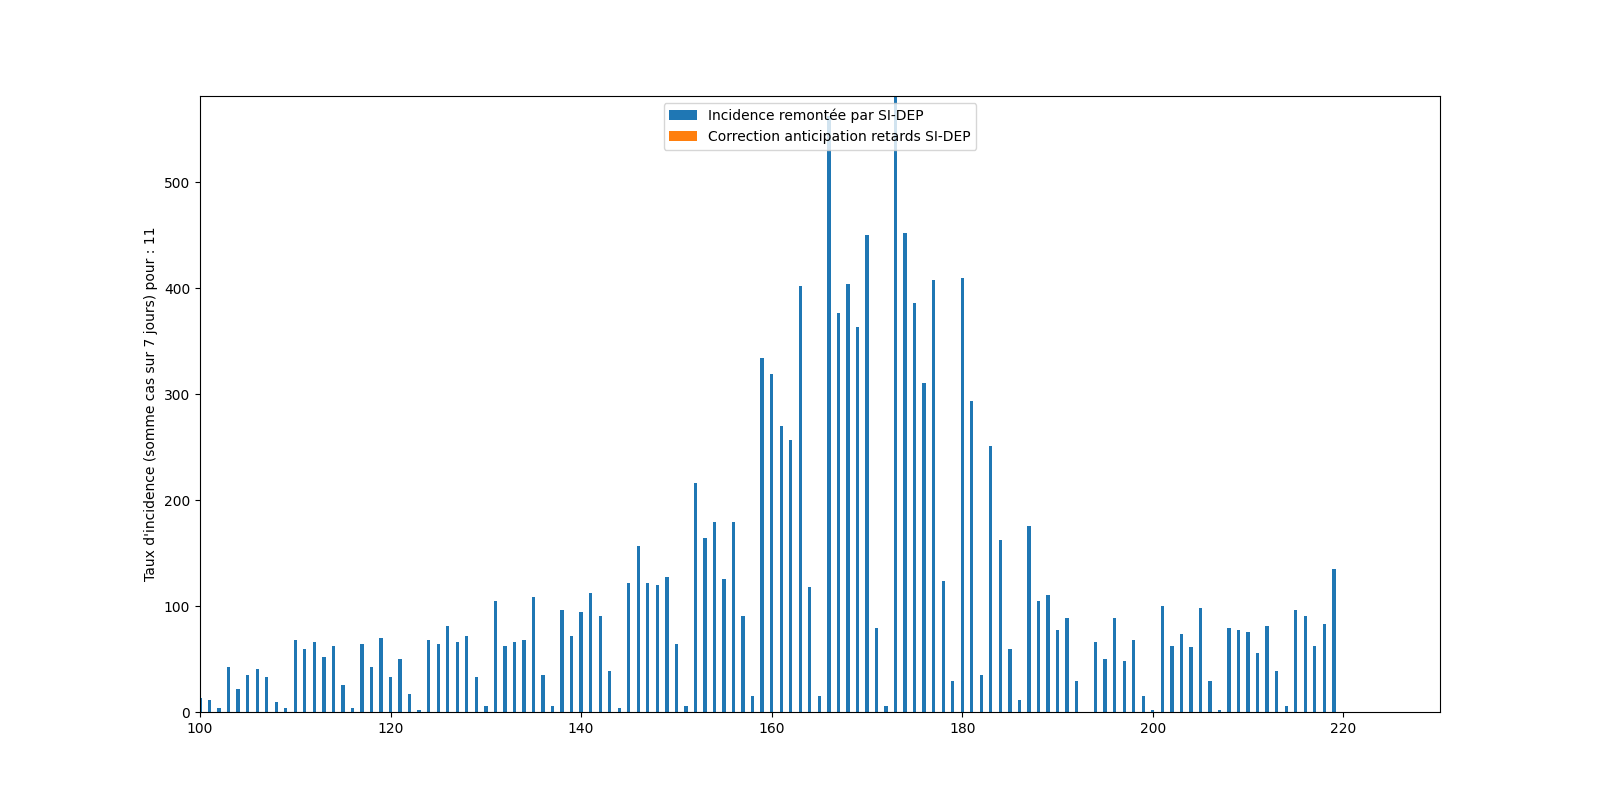 Incidence remontée par SI-DEP
Correction anticipation retards SI-DEP
Taux d'incidence (somme cas sur 7 jours) pour : 11
500
400
300
200
100
0
100 120 140 160 180 200 220